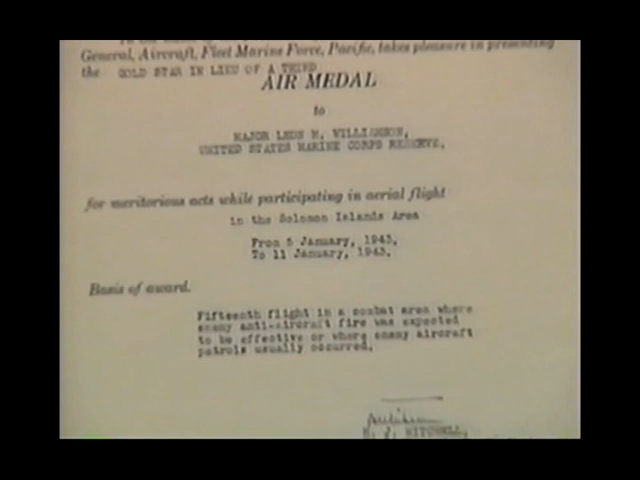 General, Aircraft, Fleet Marine Force, Pacific, takes pleasure in presenting
the GOLD STAR IN LIEU OF A THIRD
AIR MEDAL
to
MAJOR LEON M. WILLIAMSON,
UNITED STATES MARINE CORPS RESERVE,
for meritorious acts while participating in aerial flight
in the Solomon Islands Area
From 5 January, 1943,
To 11 January, 1943,
Basis of award.
Fifteenth flight in a combat area where
enemy anti-aircraft fire was expected
to be effective or where enemy aircraft
patrols usually occurred.
R. J. MITCHELL,